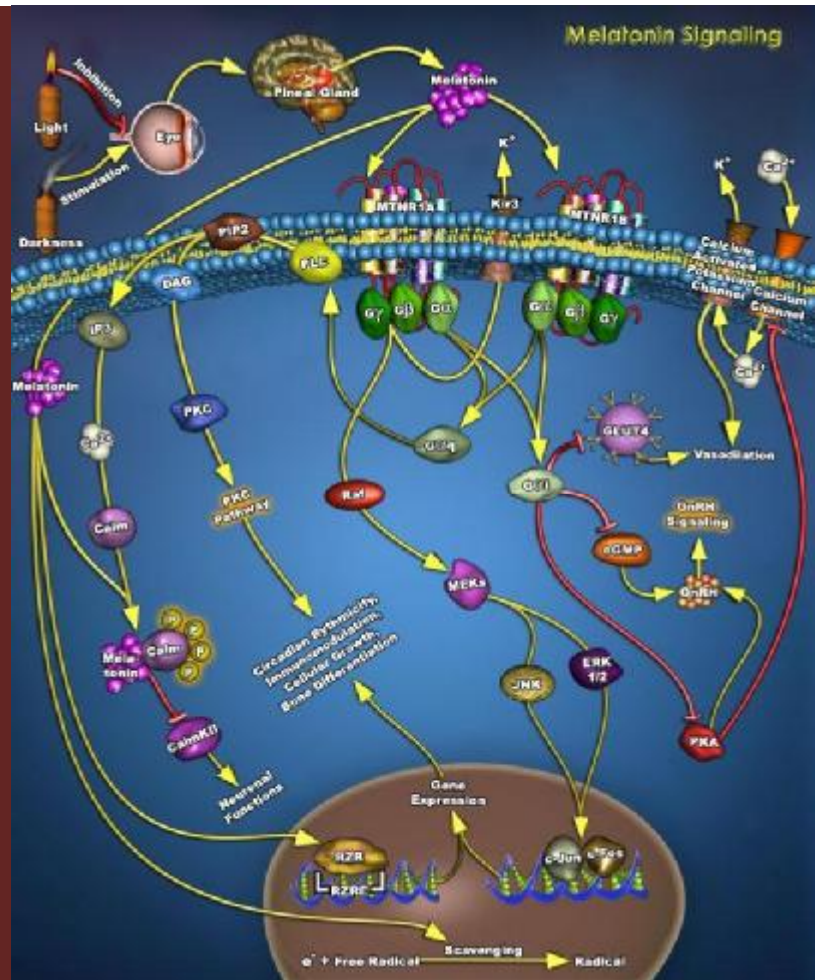 Melatonin Signaling
Inhibition
Light
Eye
Stimulation
Darkness
Pineal Gland
Melatonin
K+
Kir3
MTNR1A
MTNR1B
K+
Ca2+
Calcium
Activated
Potassium
Channel
Calcium
Channel
PIP2
PLC
DAG
IP3
Gγ
Gβ
Gα
Gα
Gβ
Gγ
Ca2+
Melatonin
Ca2+
PKC
Calm
PKC
Pathway
Gαq
GLUT4
Vasodilation
Raf
Gαi
GnRH
Signaling
cGMP
GnRH
MEKs
Circadian Rythmicity,
Immunomodulation,
Cellular Growth,
Bone Differentiation
Mela-
tonin
Calm
P
P
P
P
JNK
ERK
1/2
PKA
CalmKII
Neuronal
Functions
Gene
Expression
RZR
RZRE
c-Jun
c-Fos
Scavenging
e- + Free Radical
Radical